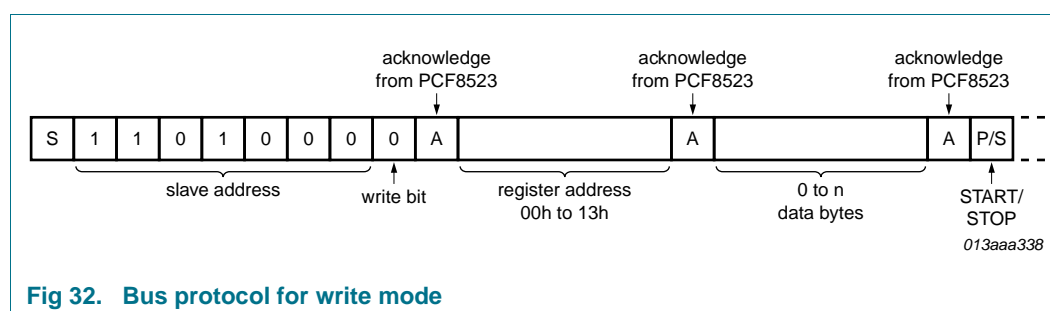 acknowledge acknowledge acknowledge
from PCF8523 from PCF8523 from PCF8523
S 1 1 0 1 0 0 0 0 A A A P/S
slave address write bit register address 0 to n START/
00h to 13h data bytes STOP
013aaa338
Fig 32. Bus protocol for write mode